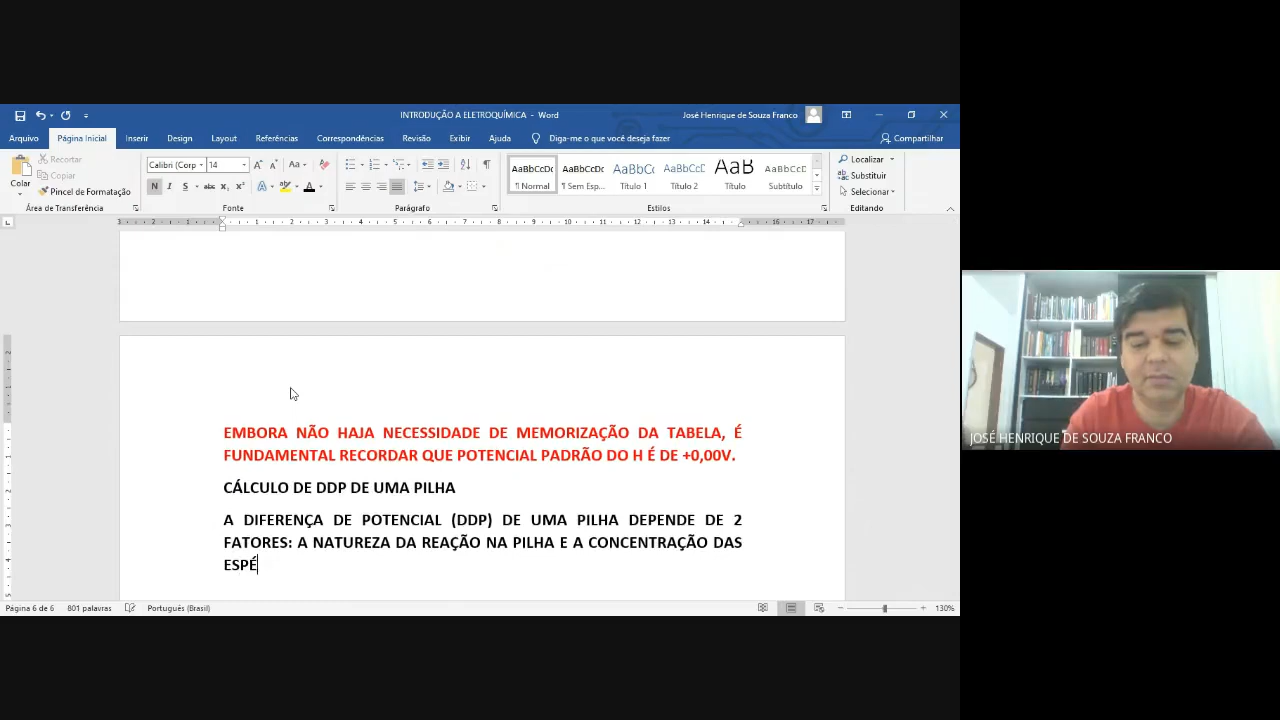 INTRODUÇÃO A ELETROQUÍMICA - Word
José Henrique de Souza Franco
Arquivo
Página Inicial
Inserir
Design
Layout
Referências
Correspondências
Revisão
Exibir
Ajuda
Diga-me o que você deseja fazer
Compartilhar
Colar
Recortar
Copiar
Pincel de Formatação
Área de Transferência
Calibri (Corp
14
Fonte
Parágrafo
AaBbCcDc
¶ Normal
AaBbCcDc
¶ Sem Esp...
AaBbCc
Título 1
AaBbCcD
Título 2
AaB
Título
AaBbCcD
Subtítulo
Estilos
Localizar
Substituir
Selecionar
Editando
EMBORA NÃO HAJA NECESSIDADE DE MEMORIZAÇÃO DA TABELA, É
FUNDAMENTAL RECORDAR QUE POTENCIAL PADRÃO DO H É DE +0,00V.
CÁLCULO DE DDP DE UMA PILHA
A DIFERENÇA DE POTENCIAL (DDP) DE UMA PILHA DEPENDE DE 2
FATORES: A NATUREZA DA REAÇÃO NA PILHA E A CONCENTRAÇÃO DAS
ESPÉ
Página 6 de 6
801 palavras
Português (Brasil)
130%
JOSÉ HENRIQUE DE SOUZA FRANCO